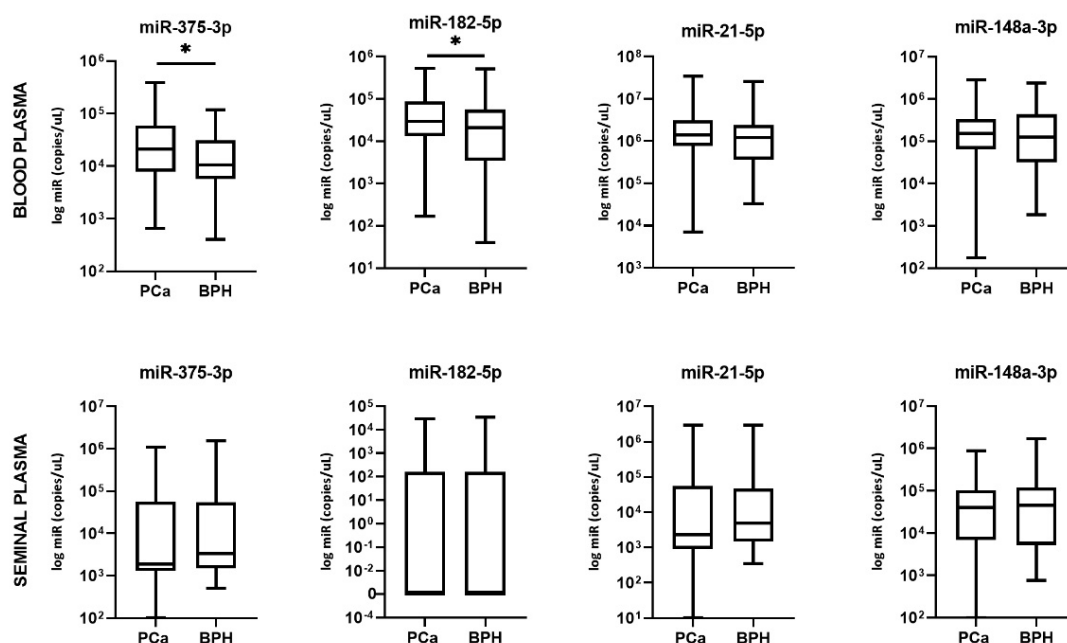 miR-375-3p
*
10⁶
10⁵
10⁴
10³
10²
log miR (copies/uL)
PCa BPH
miR-182-5p
*
10⁶
10⁵
10⁴
10³
10²
10¹
log miR (copies/uL)
PCa BPH
miR-21-5p
10⁸
10⁷
10⁶
10⁵
10⁴
10³
log miR (copies/uL)
PCa BPH
miR-148a-3p
10⁷
10⁶
10⁵
10⁴
10³
10²
log miR (copies/uL)
PCa BPH
BLOOD PLASMA
miR-375-3p
10⁷
10⁶
10⁵
10⁴
10³
10²
log miR (copies/uL)
PCa BPH
miR-182-5p
10⁵
10⁴
10³
10²
10¹
10⁰
10⁻¹
10⁻²
0
10⁻⁴
log miR (copies/uL)
PCa BPH
miR-21-5p
10⁷
10⁶
10⁵
10⁴
10³
10²
10¹
log miR (copies/uL)
PCa BPH
miR-148a-3p
10⁷
10⁶
10⁵
10⁴
10³
10²
log miR (copies/uL)
PCa BPH
SEMINAL PLASMA